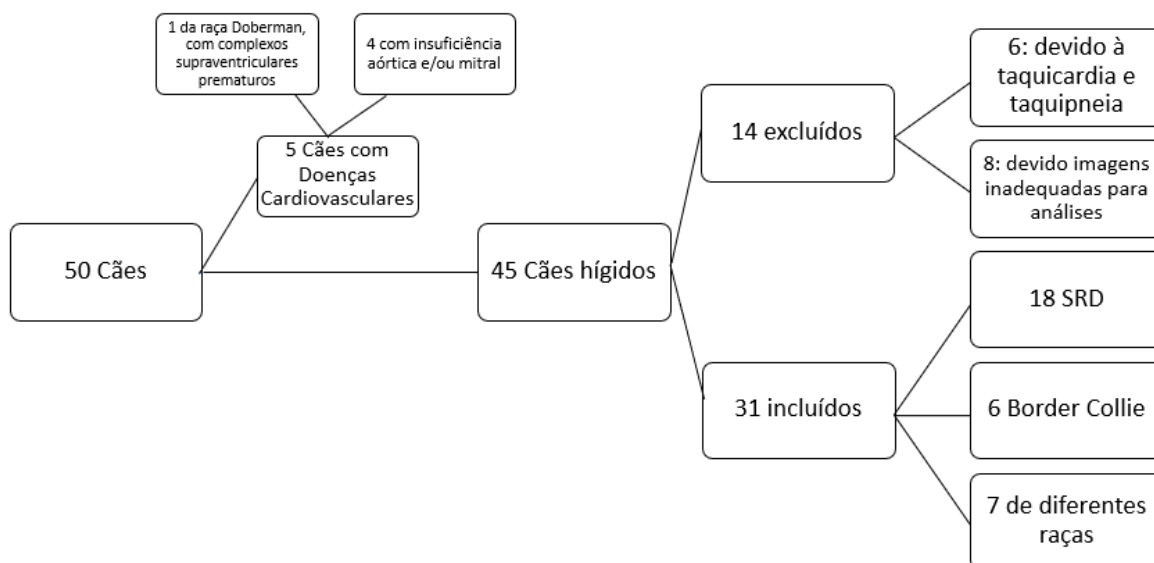 1 da raça Doberman,
com complexos
supraventriculares
prematuros
4 com insuficiência
aórtica e/ou mitral
5 Cães com
Doenças
Cardiovasculares
50 Cães
45 Cães hígidos
14 excluídos
6: devido à
taquicardia e
taquipneia
8: devido imagens
inadequadas para
análises
31 incluídos
18 SRD
6 Border Collie
7 de diferentes
raças